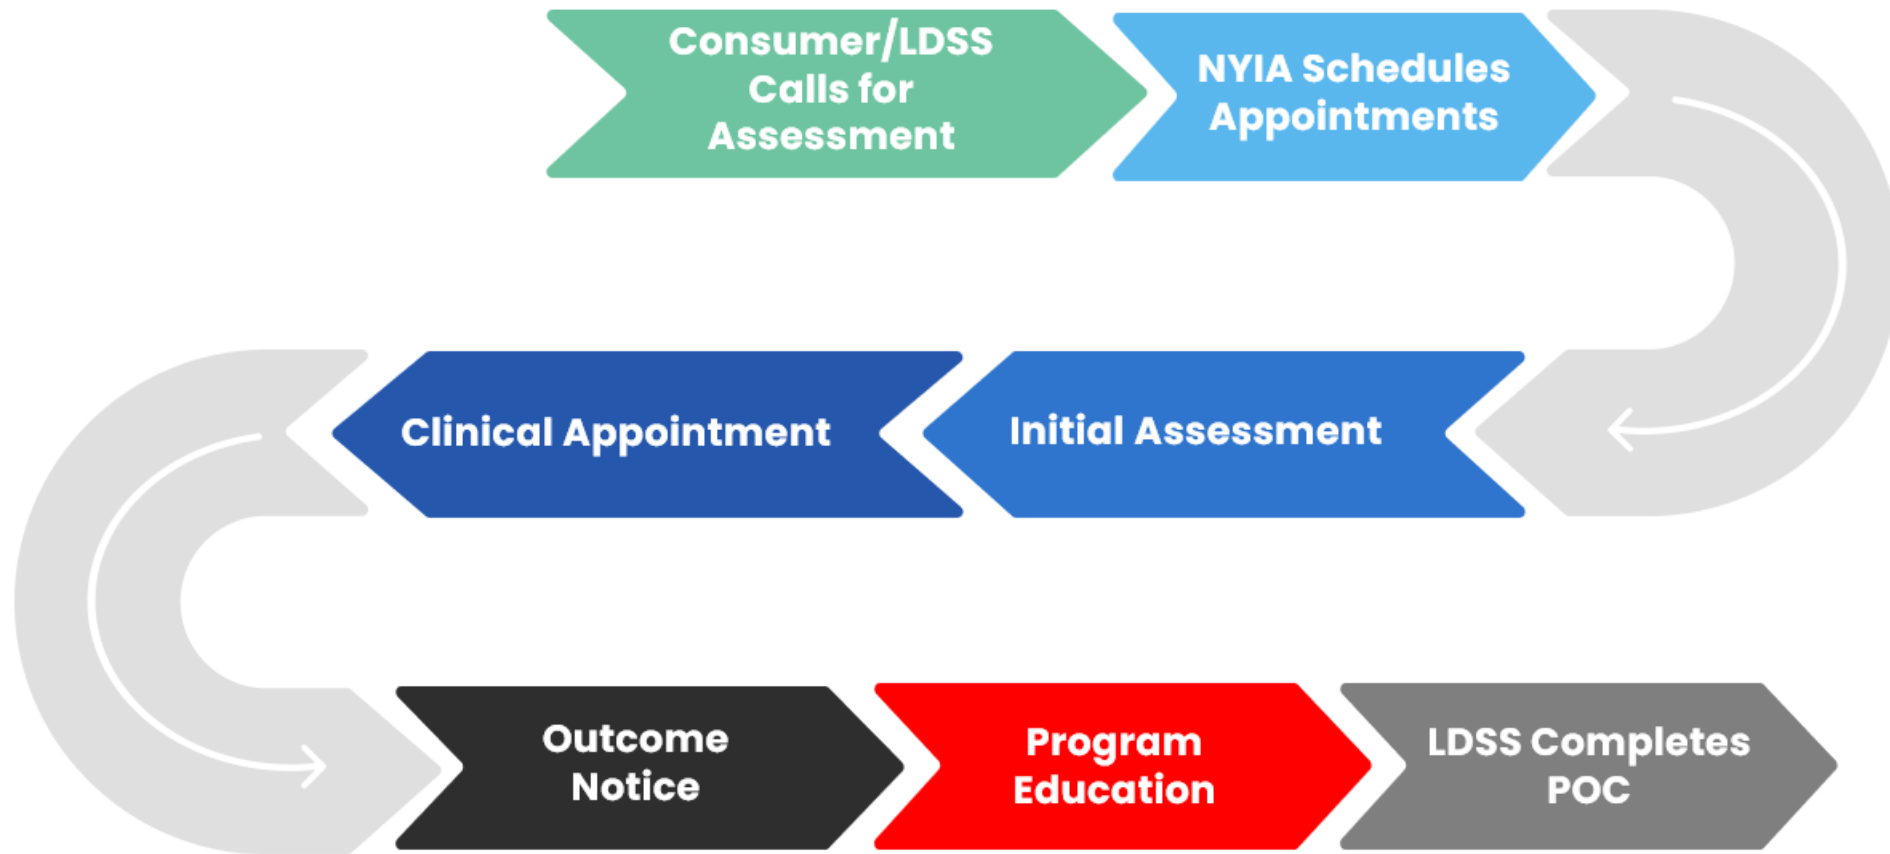 Consumer/LDSS
Calls for
Assessment
NYIA Schedules
Appointments
Initial Assessment
Clinical Appointment
Outcome
Notice
Program
Education
LDSS Completes
POC